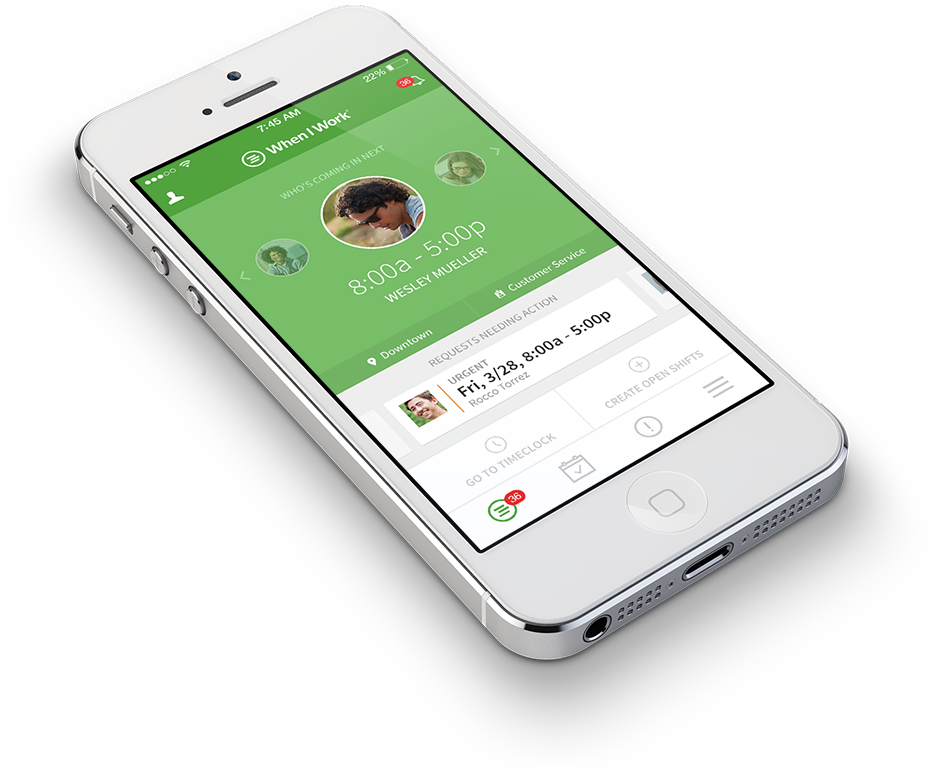 7:45 AM
22%
When I Work
36
WHO'S COMING IN NEXT
8:00a - 5:00p
WESLEY MUELLER
Downtown
Customer Service
REQUESTS NEEDING ACTION
URGENT
Fri, 3/28, 8:00a - 5:00p
Rocco Torrez
GO TO TIMECLOCK
CREATE OPEN SHIFTS
36